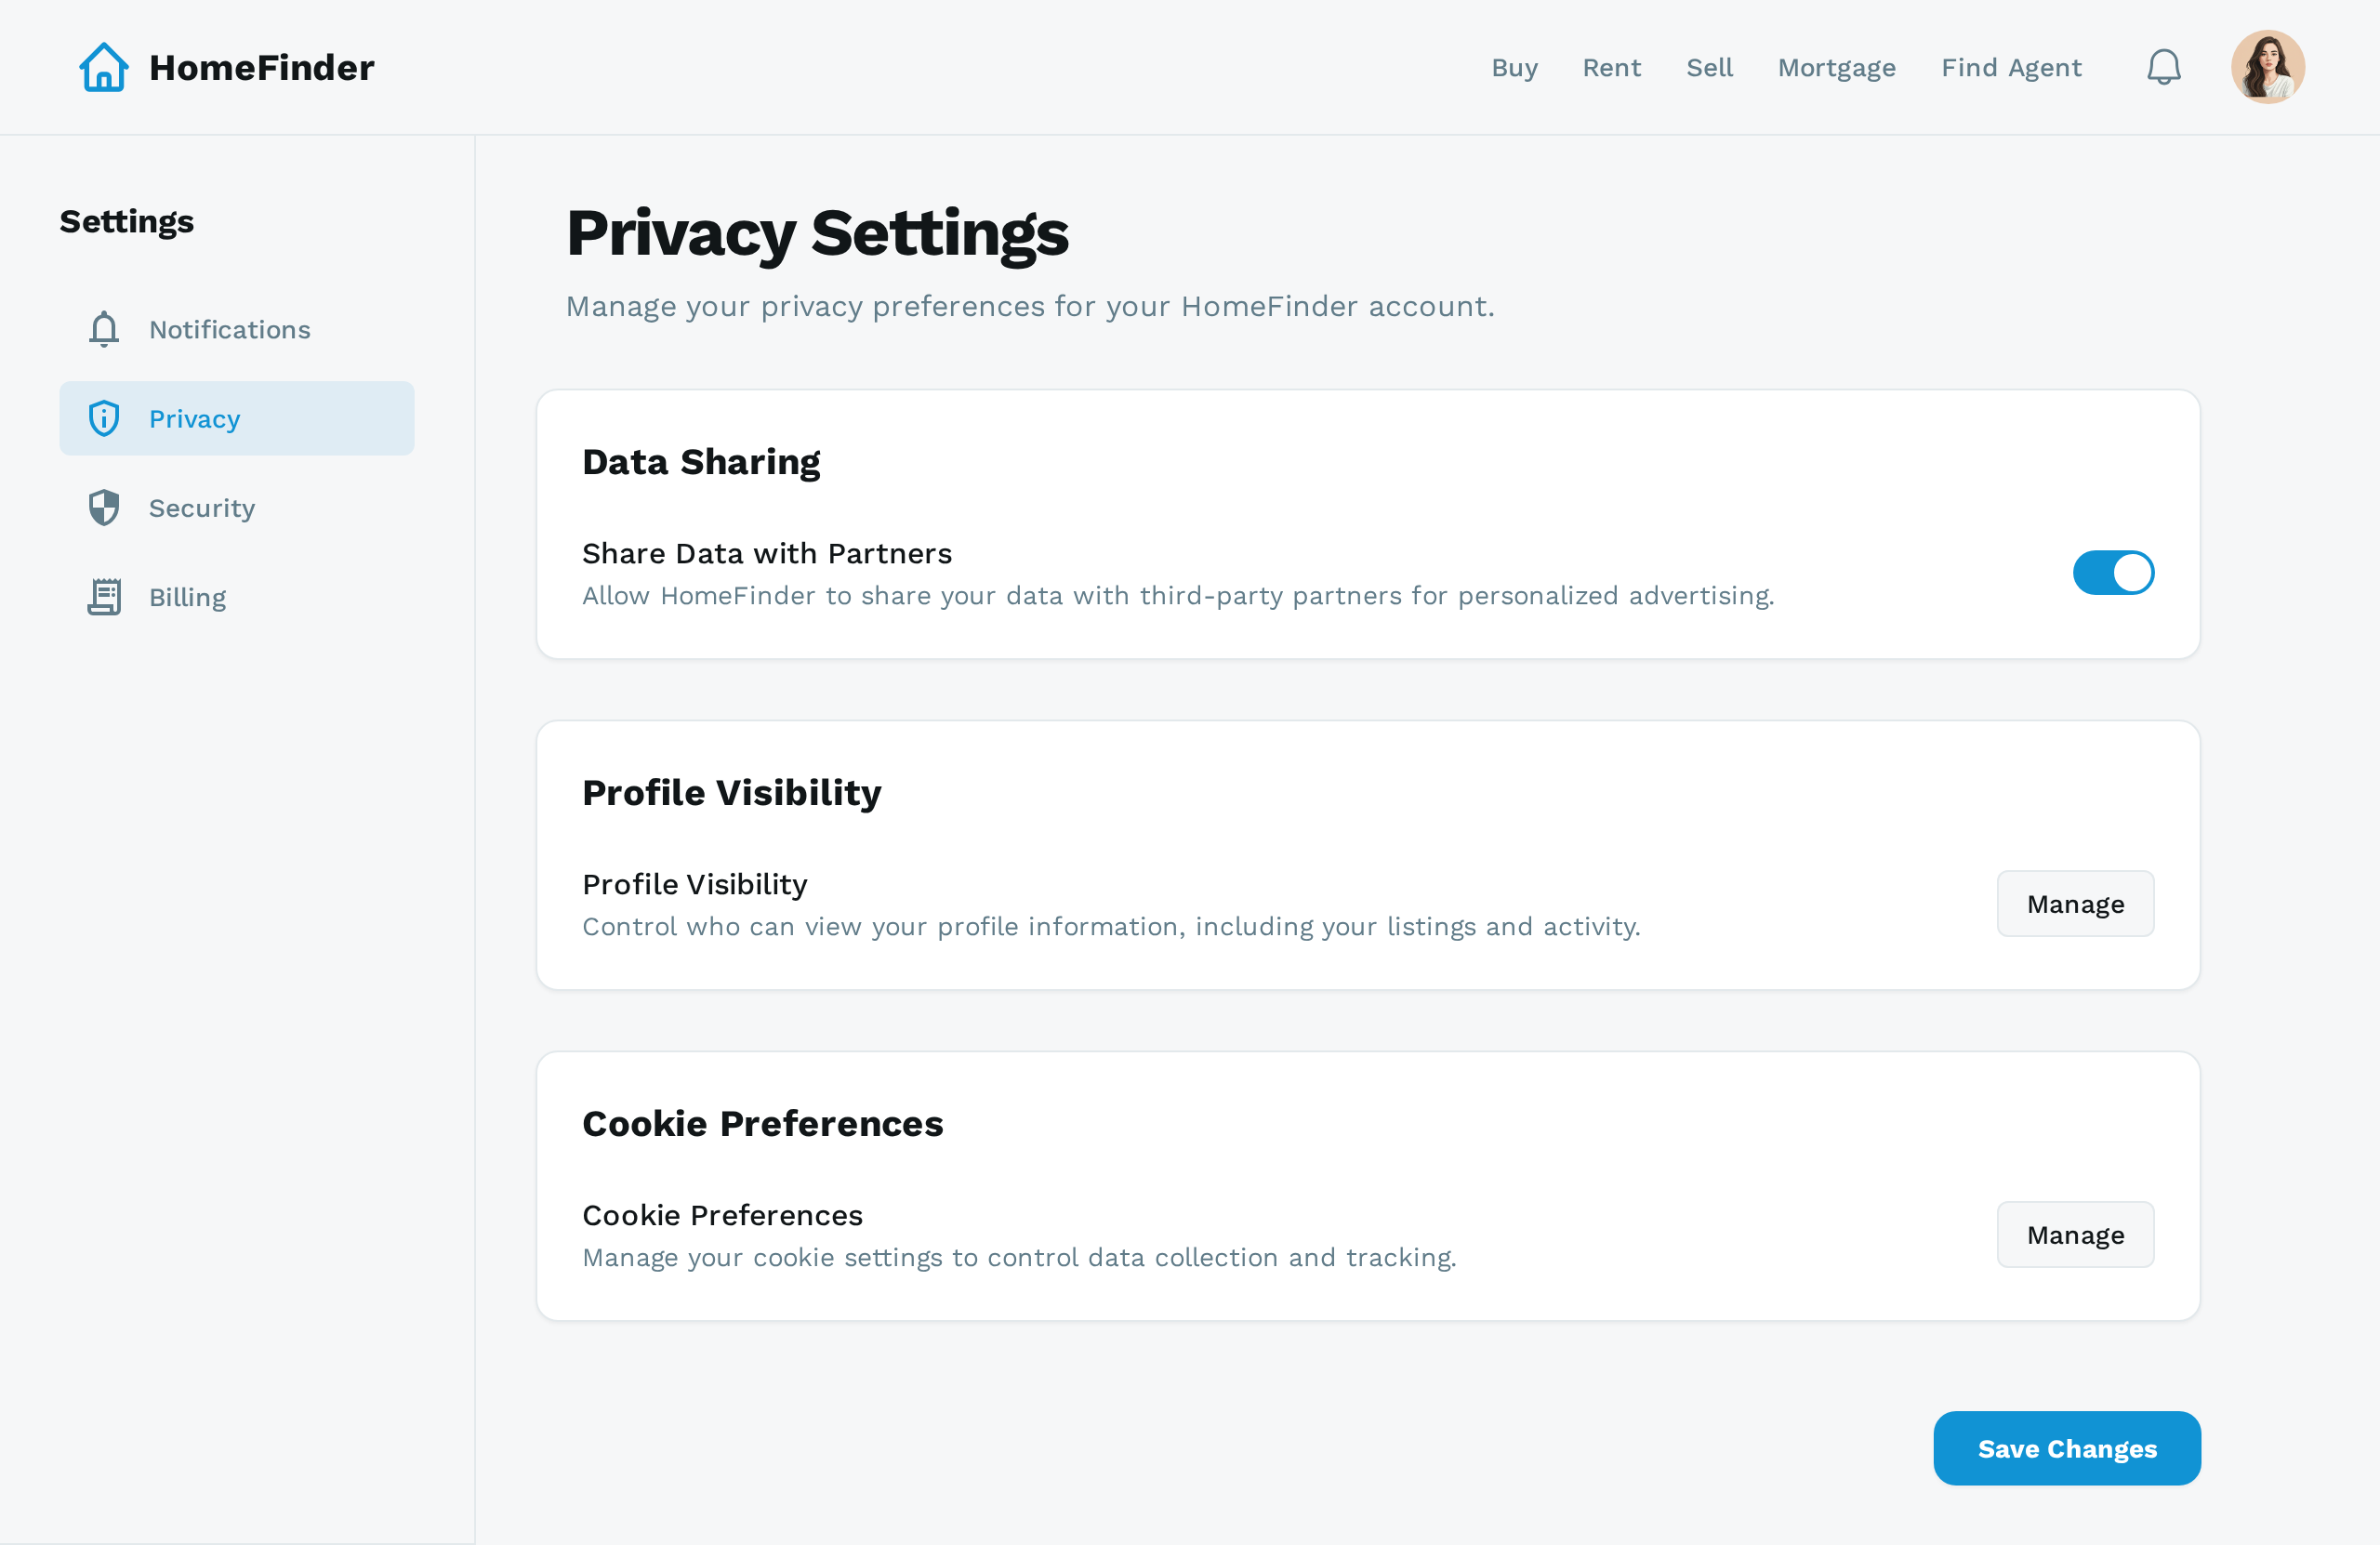 HomeFinder
Buy
Rent
Sell
Mortgage
Find Agent
Settings
Notifications
Privacy
Security
Billing
Privacy Settings
Manage your privacy preferences for your HomeFinder account.
Data Sharing
Share Data with Partners
Allow HomeFinder to share your data with third-party partners for personalized advertising.
Profile Visibility
Profile Visibility
Control who can view your profile information, including your listings and activity.
Manage
Cookie Preferences
Cookie Preferences
Manage your cookie settings to control data collection and tracking.
Manage
Save Changes